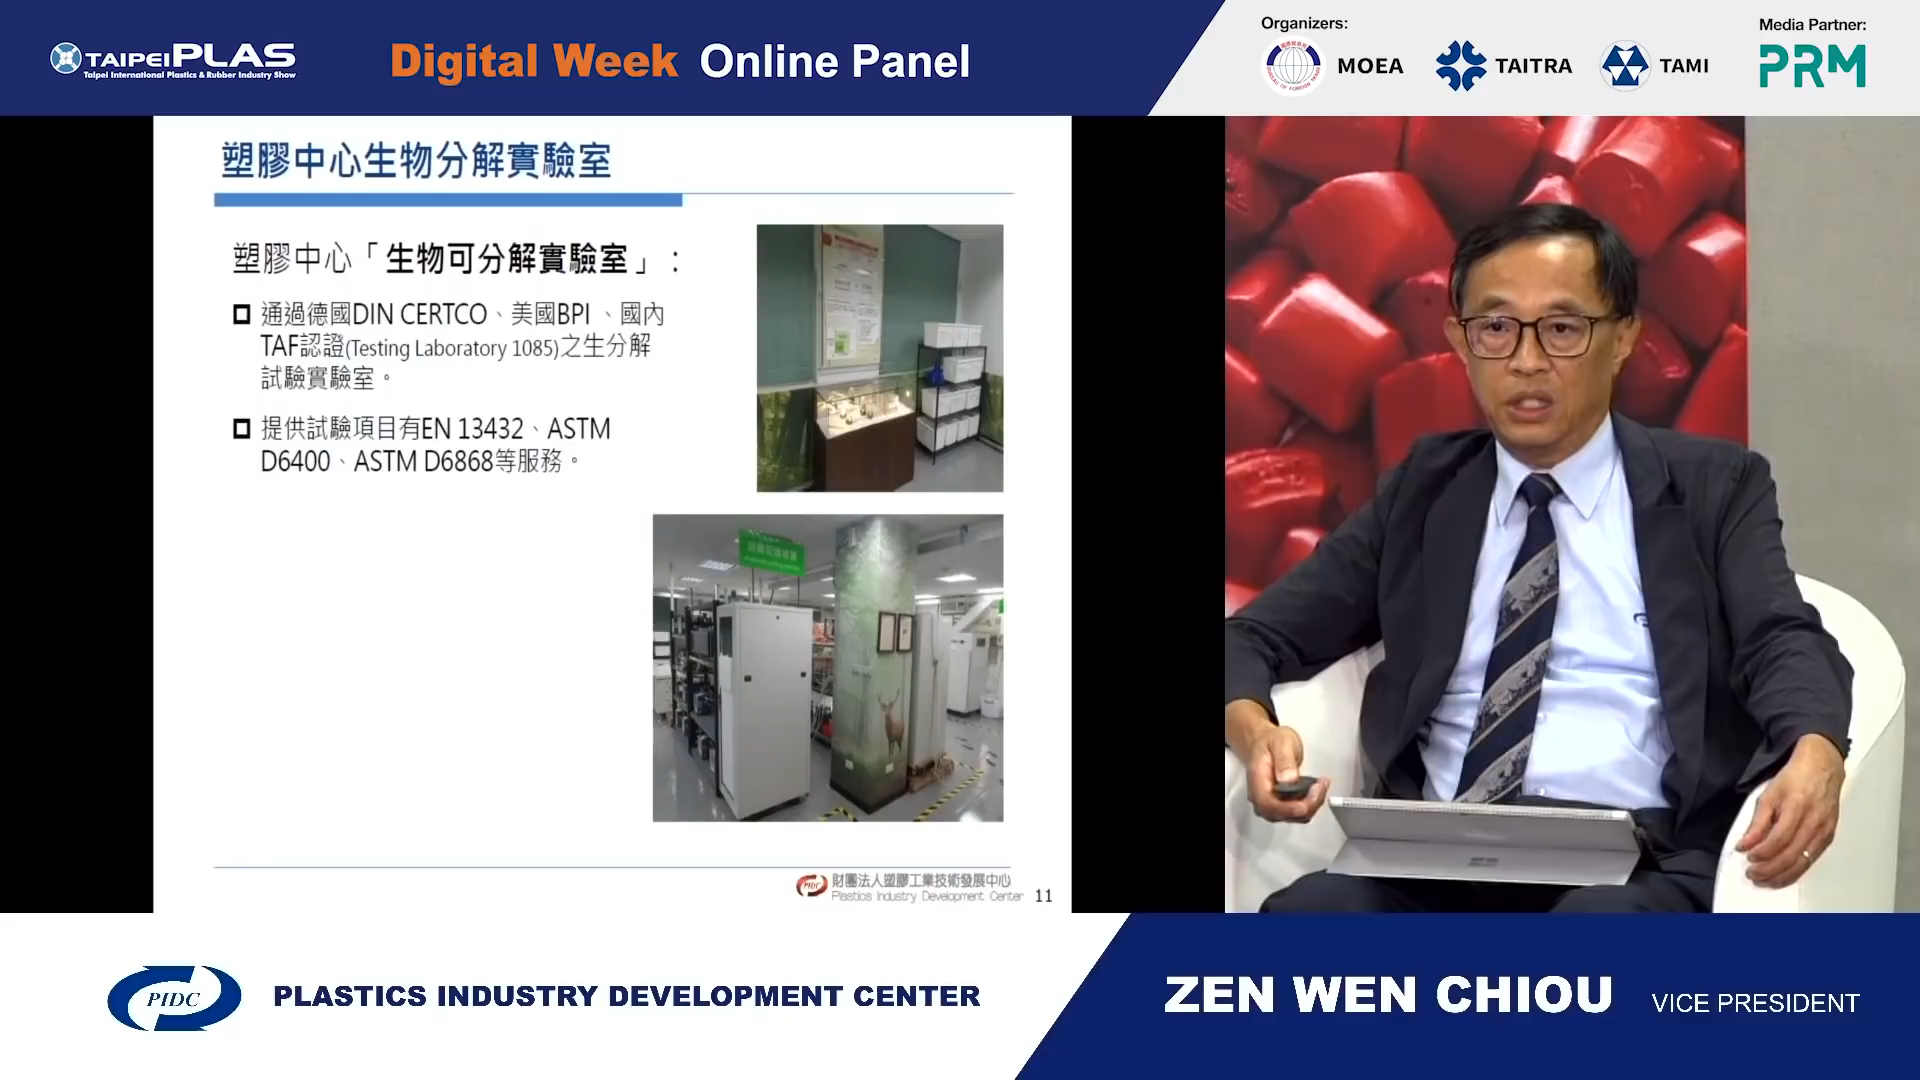 TAIPEIPLAS
Taipei International Plastics & Rubber Industry Show
Digital Week Online Panel
Organizers:
MOEA
TAITRA
TAMI
Media Partner:
PRM
塑膠中心生物分解實驗室
塑膠中心「生物可分解實驗室」:
通過德國DIN CERTCO、美國BPI 、國內
TAF認證(Testing Laboratory 1085)之生分解
試驗實驗室。
提供試驗項目有EN 13432、ASTM
D6400、ASTM D6868等服務。
PIDC
財團法人塑膠工業技術發展中心
Plastics Industry Development Center
11
PIDC
PLASTICS INDUSTRY DEVELOPMENT CENTER
ZEN WEN CHIOU
VICE PRESIDENT